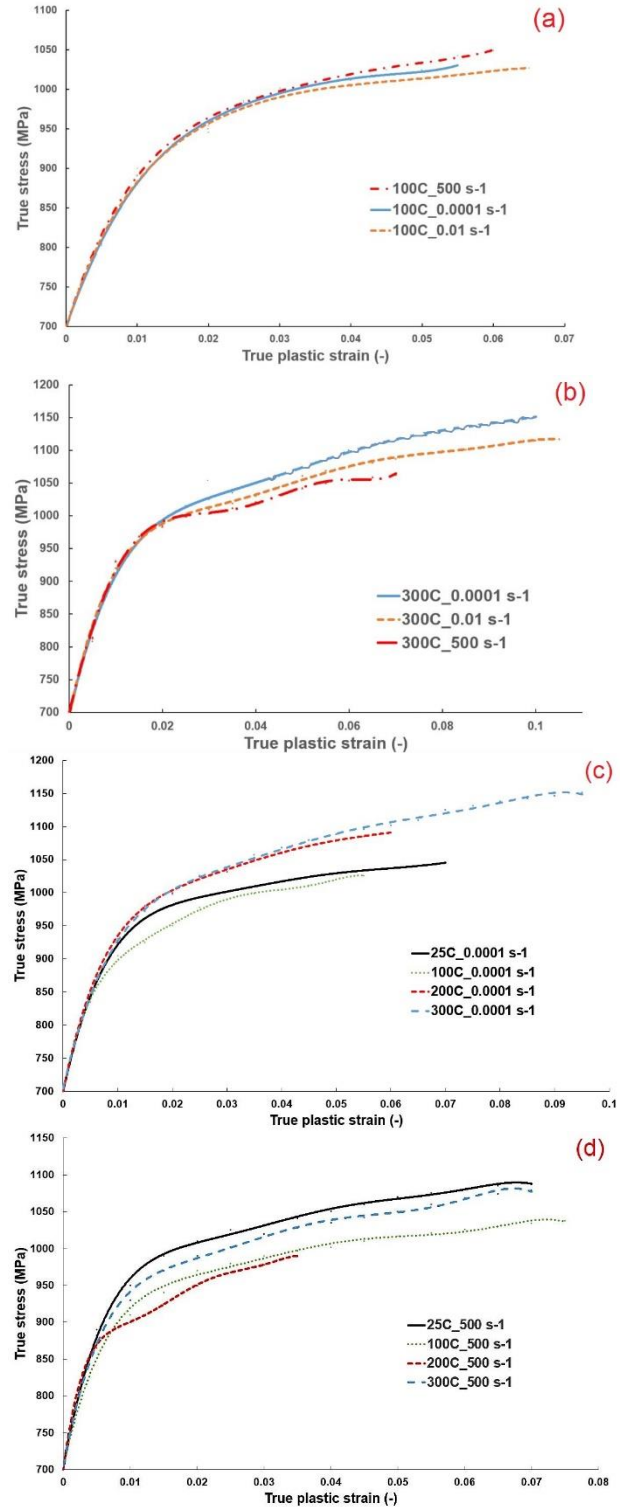 (a)
1100
1050
1000
950
900
850
800
750
700
True stress (MPa)
100C_500 s-1
100C_0.0001 s-1
100C_0.01 s-1
0 0.01 0.02 0.03 0.04 0.05 0.06 0.07
True plastic strain (-)
(b)
1200
1150
1100
1050
1000
950
900
850
800
750
700
True stress (MPa)
300C_0.0001 s-1
300C_0.01 s-1
300C_500 s-1
0 0.02 0.04 0.06 0.08 0.1
True plastic strain (-)
(c)
1200
1150
1100
1050
1000
950
900
850
800
750
700
True stress (MPa)
25C_0.0001 s-1
100C_0.0001 s-1
200C_0.0001 s-1
300C_0.0001 s-1
0 0.01 0.02 0.03 0.04 0.05 0.06 0.07 0.08 0.09 0.1
True plastic strain (-)
(d)
1150
1100
1050
1000
950
900
850
800
750
700
True stress (MPa)
25C_500 s-1
100C_500 s-1
200C_500 s-1
300C_500 s-1
0 0.01 0.02 0.03 0.04 0.05 0.06 0.07 0.08
True plastic strain (-)